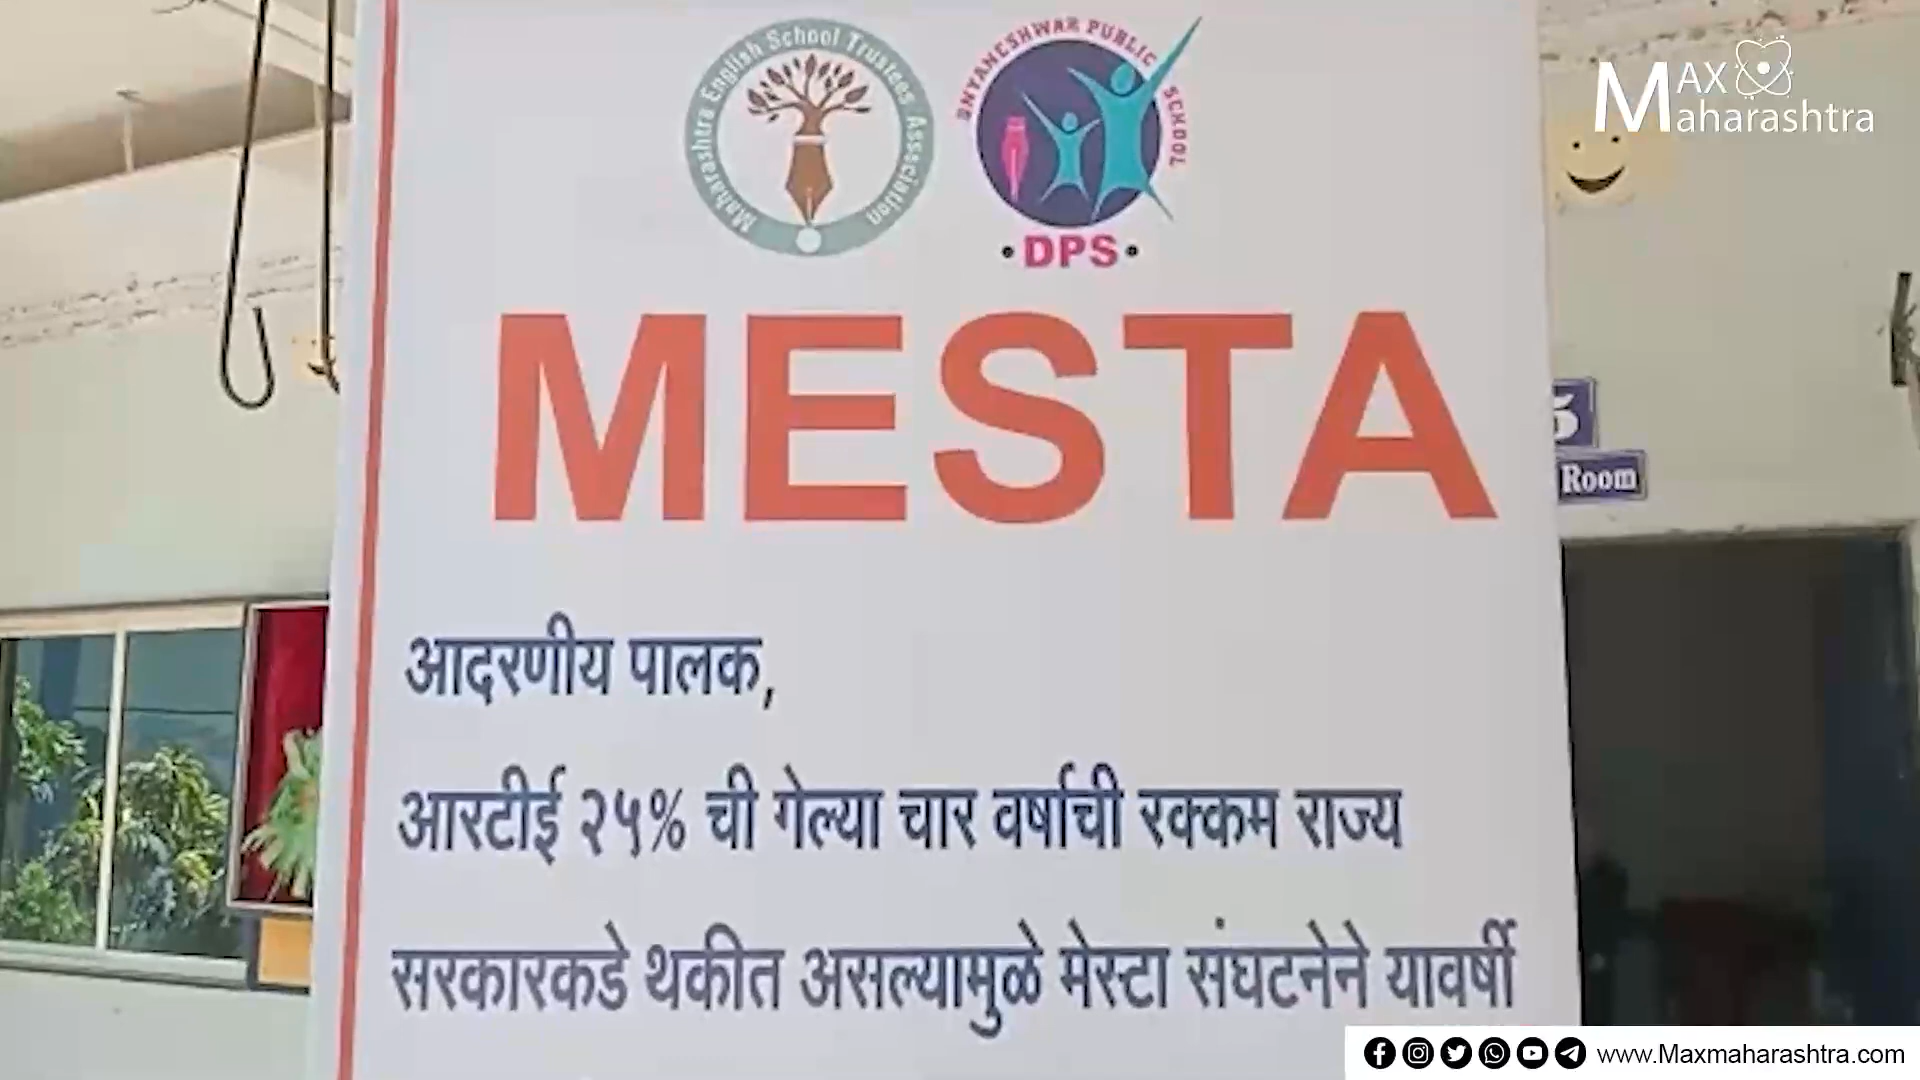 Maharashtra English School Trustees Association
DNYANESHWAR PUBLIC SCHOOL
• DPS •
MAX Maharashtra
MESTA
5
Room
आदरणीय पालक,
आरटीई २५% ची गेल्या चार वर्षाची रक्कम राज्य
सरकारकडे थकीत असल्यामुळे मेस्टा संघटनेने यावर्षी
www.Maxmaharashtra.com